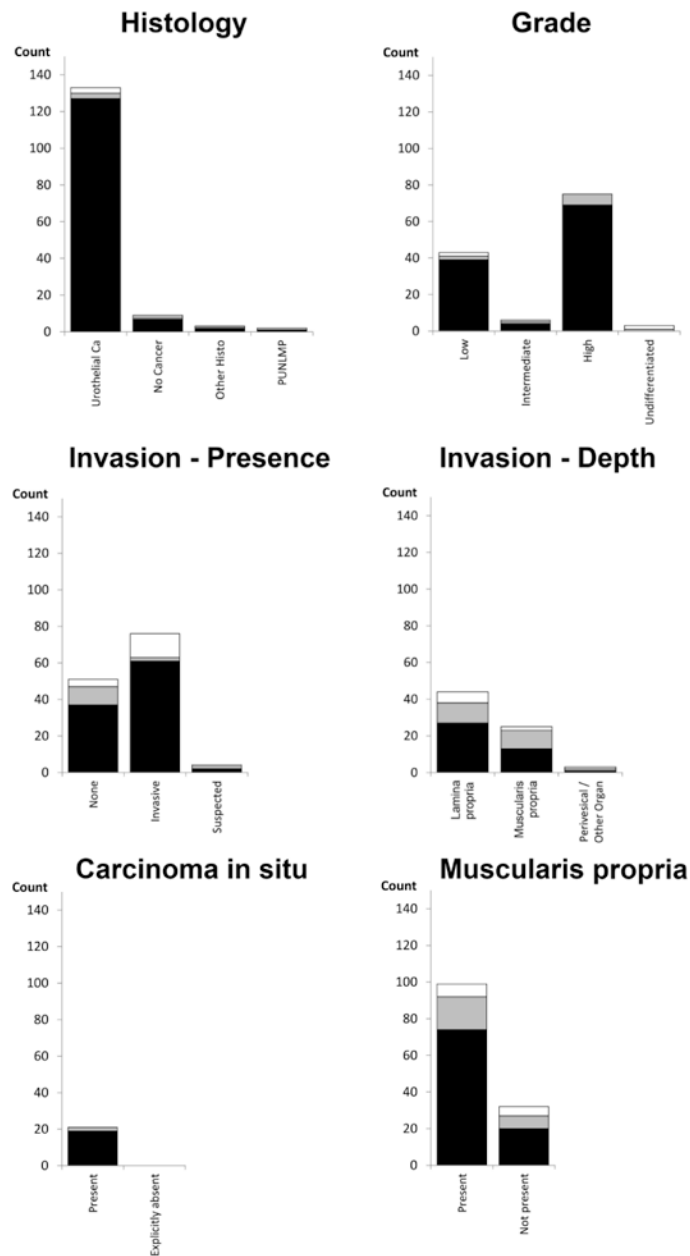 Histology
Count
140
120
100
80
60
40
20
0
Urothelial Ca
No Cancer
Other Histo
PUNLMP
Grade
Count
140
120
100
80
60
40
20
0
Low
Intermediate
High
Undifferentiated
Invasion - Presence
Count
140
120
100
80
60
40
20
0
None
Invasive
Suspected
Invasion - Depth
Count
140
120
100
80
60
40
20
0
Lamina
propria
Muscularis
propria
Perivesical /
Other Organ
Carcinoma in situ
Count
140
120
100
80
60
40
20
0
Present
Explicitly absent
Muscularis propria
Count
140
120
100
80
60
40
20
0
Present
Not present